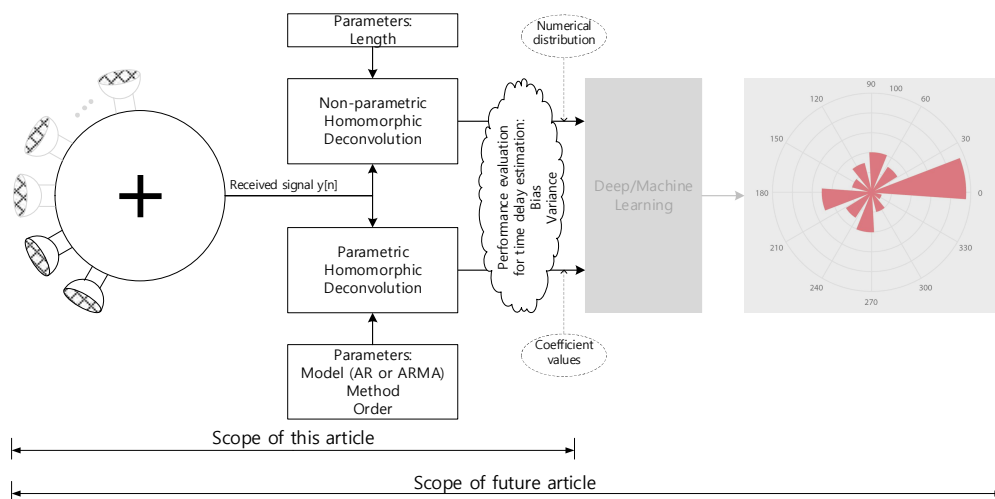 Parameters:
Length
Numerical
distribution
Non-parametric
Homomorphic
Deconvolution
Received signal y[n]
Parametric
Homomorphic
Deconvolution
Parameters:
Model (AR or ARMA)
Method
Order
Performance evaluation
for time delay estimation:
Bias
Variance
Coefficient
values
Deep/Machine
Learning
90
100
60
30
0
330
300
270
240
210
180
150
120
Scope of this article
Scope of future article